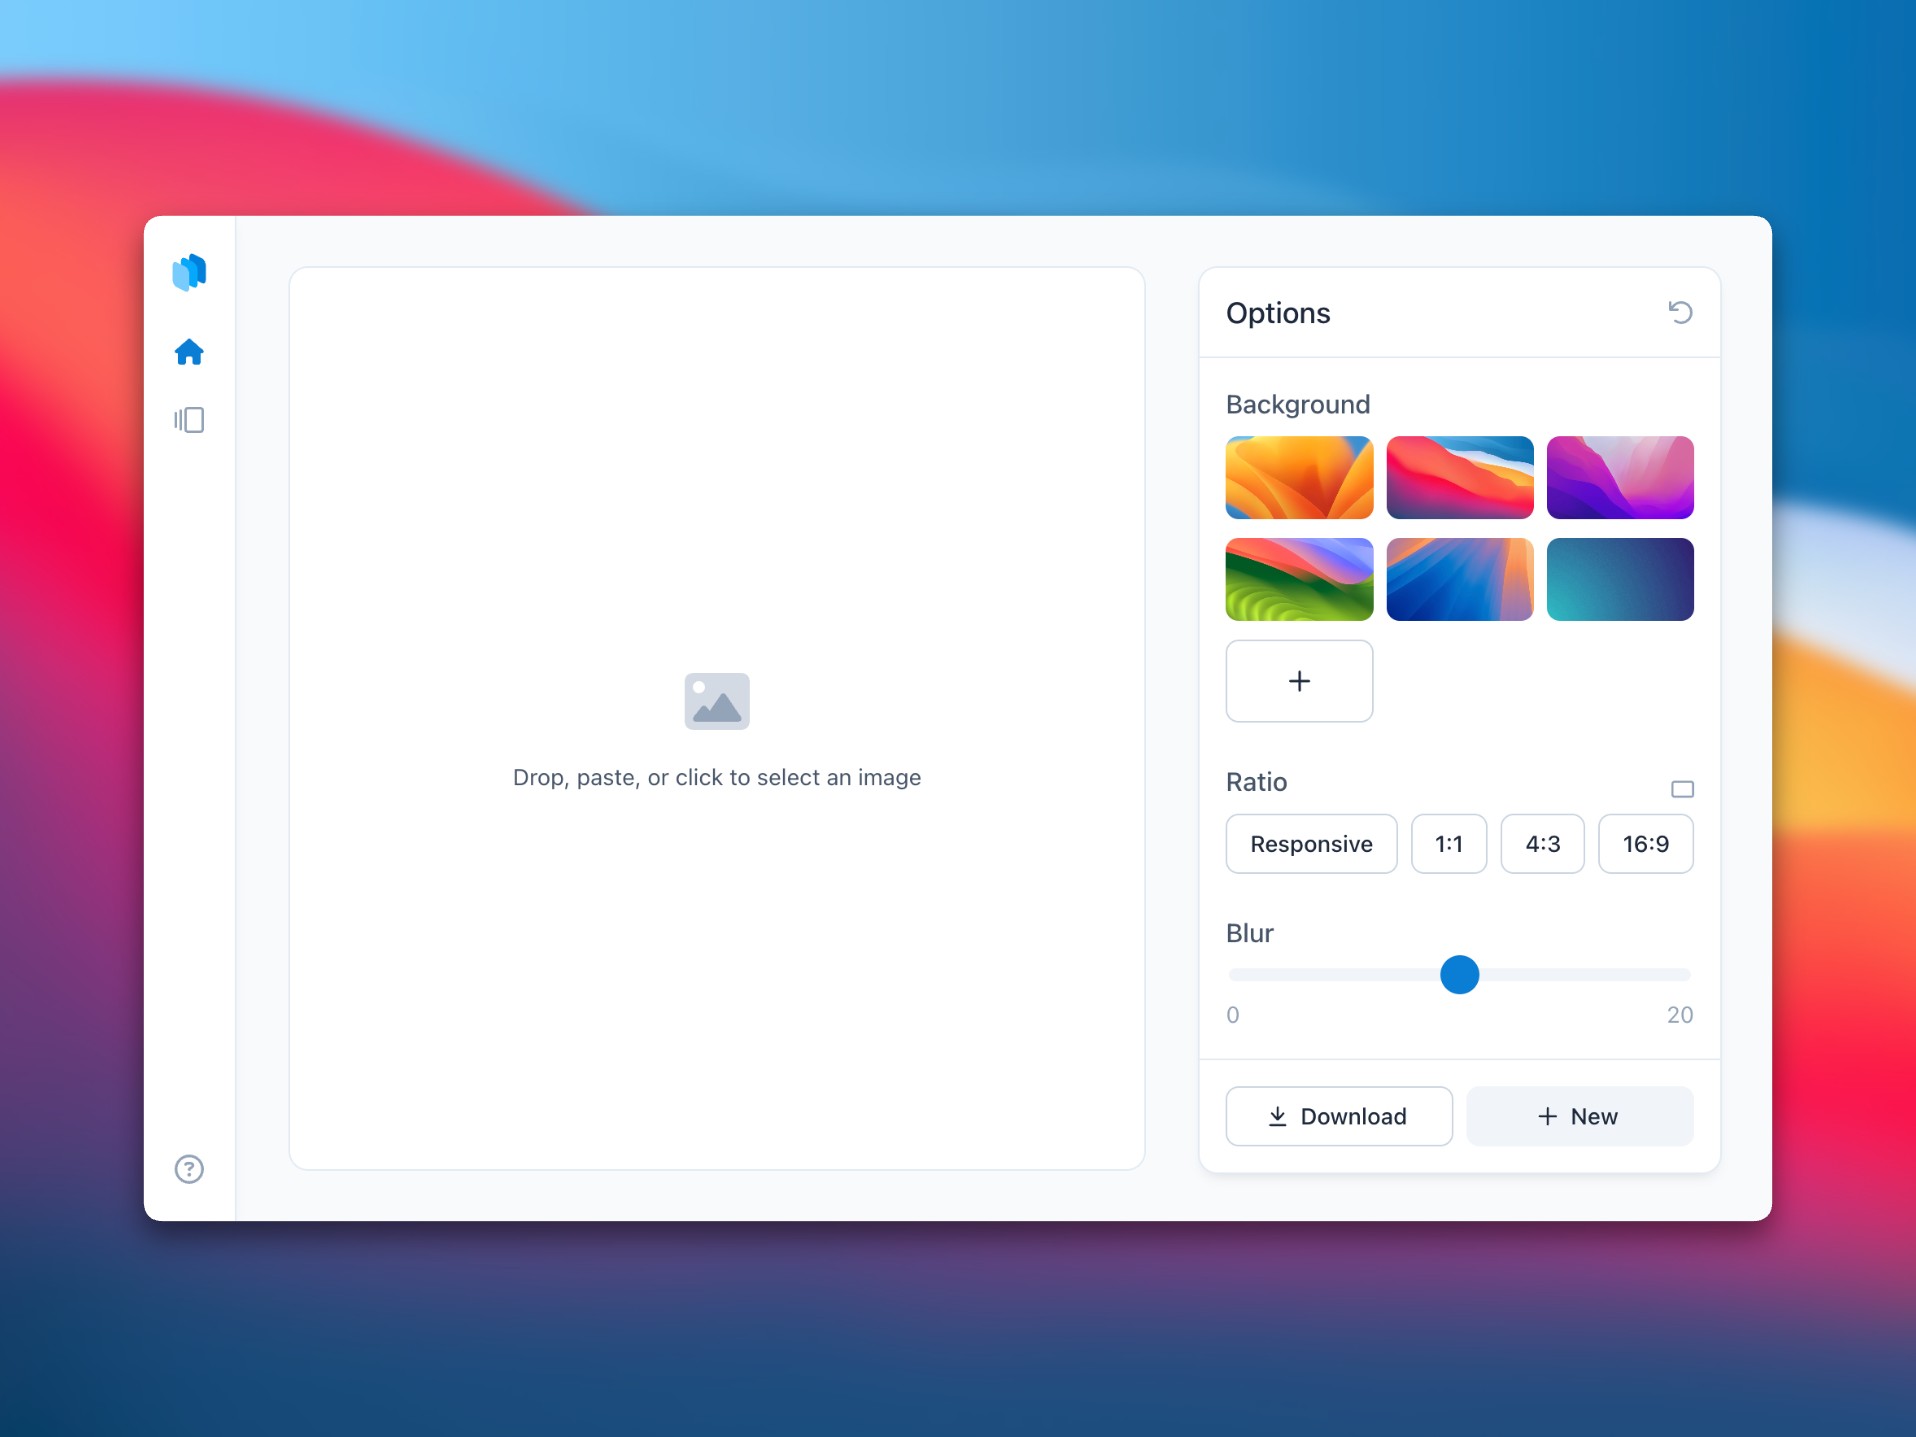 Options
Background
Drop, paste, or click to select an image
Ratio
Responsive
1:1
4:3
16:9
Blur
0
20
Download
New